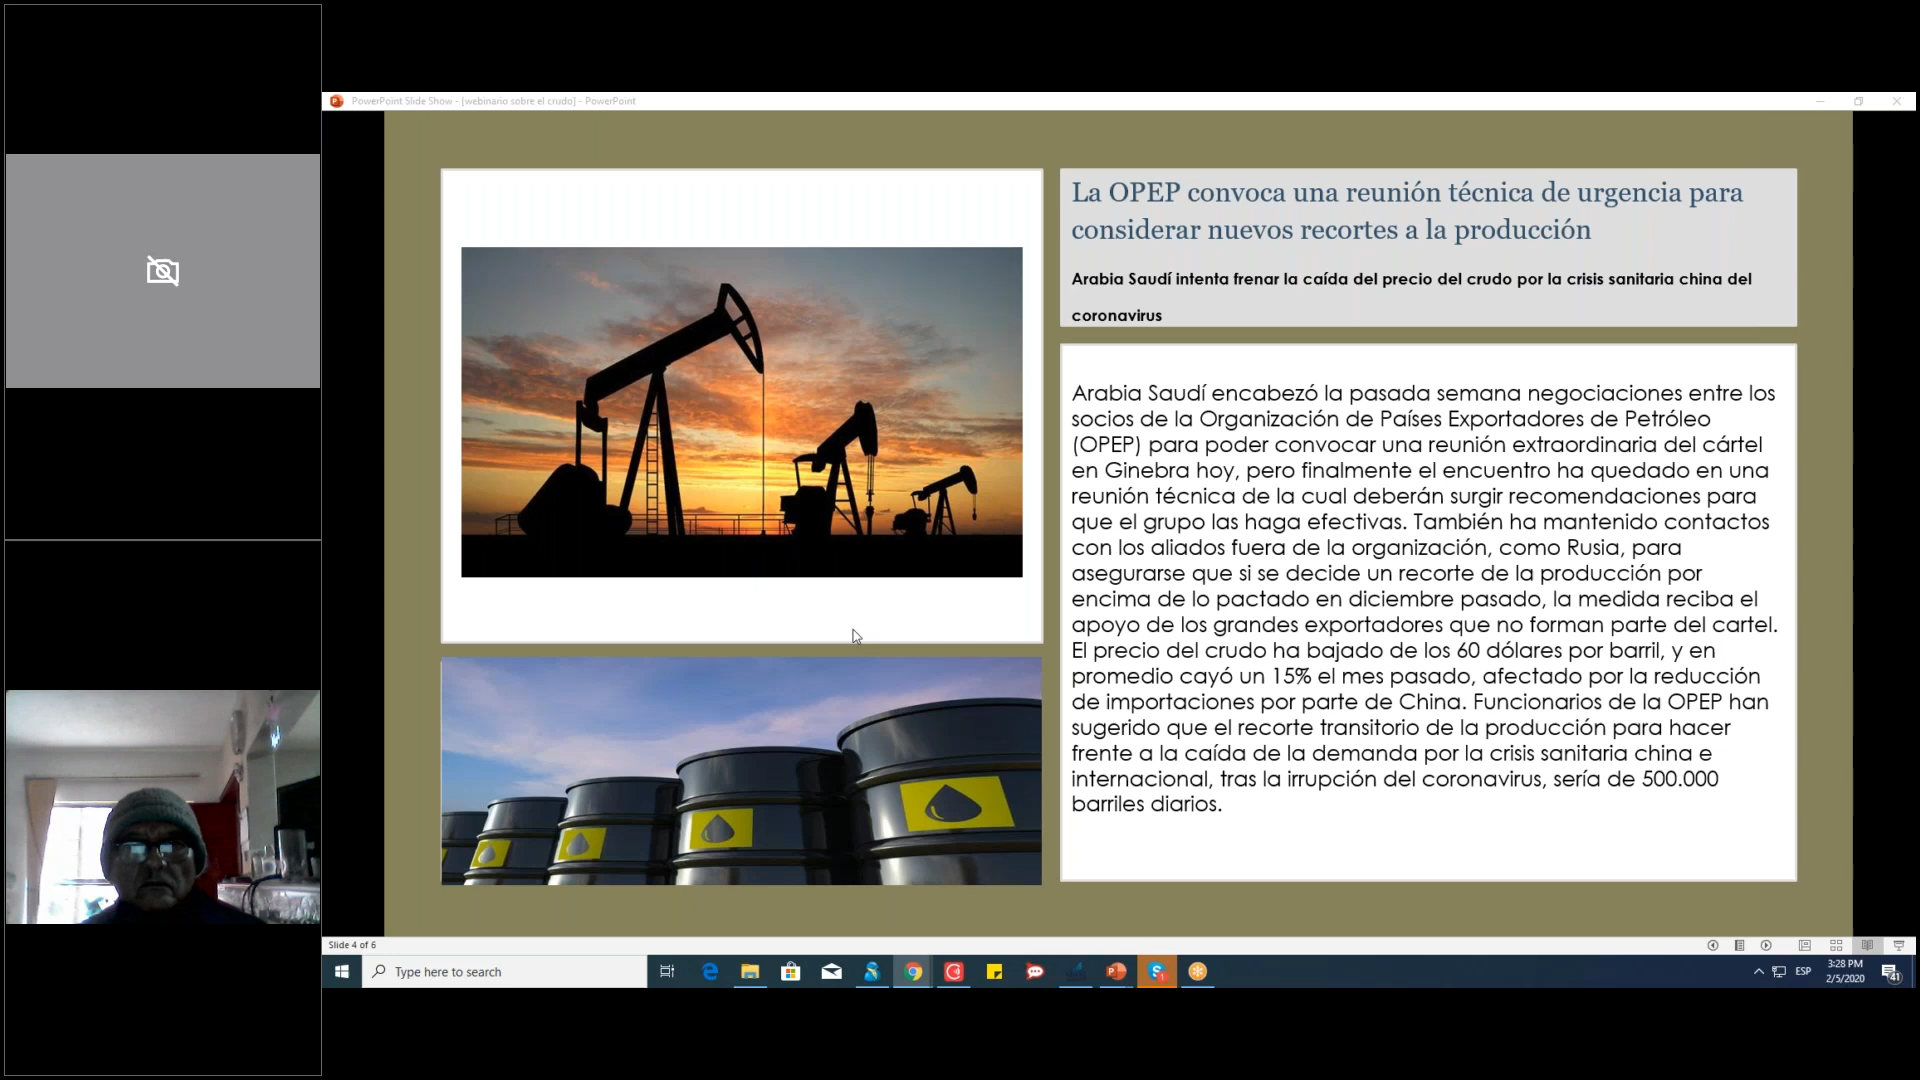 PowerPoint Slide Show - [webinario sobre el crudo] - PowerPoint
La OPEP convoca una reunión técnica de urgencia para
considerar nuevos recortes a la producción
Arabia Saudí intenta frenar la caída del precio del crudo por la crisis sanitaria china del
coronavirus
Arabia Saudí encabezó la pasada semana negociaciones entre los
socios de la Organización de Países Exportadores de Petróleo
(OPEP) para poder convocar una reunión extraordinaria del cártel
en Ginebra hoy, pero finalmente el encuentro ha quedado en una
reunión técnica de la cual deberán surgir recomendaciones para
que el grupo las haga efectivas. También ha mantenido contactos
con los aliados fuera de la organización, como Rusia, para
asegurarse que si se decide un recorte de la producción por
encima de lo pactado en diciembre pasado, la medida reciba el
apoyo de los grandes exportadores que no forman parte del cartel.
El precio del crudo ha bajado de los 60 dólares por barril, y en
promedio cayó un 15% el mes pasado, afectado por la reducción
de importaciones por parte de China. Funcionarios de la OPEP han
sugerido que el recorte transitorio de la producción para hacer
frente a la caída de la demanda por la crisis sanitaria china e
internacional, tras la irrupción del coronavirus, sería de 500.000
barriles diarios.
Slide 4 of 6
Type here to search
ESP
3:28 PM
2/5/2020
41